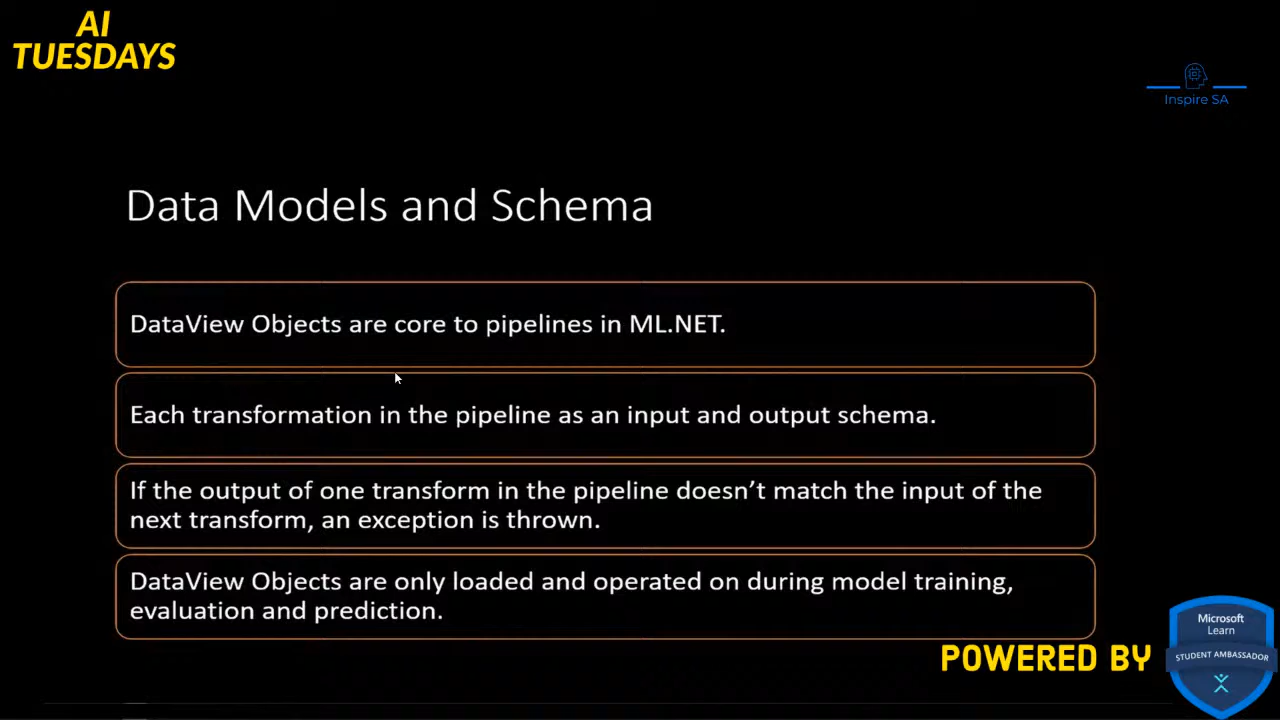 AI
TUESDAYS
Inspire SA
Data Models and Schema
DataView Objects are core to pipelines in ML.NET.
Each transformation in the pipeline as an input and output schema.
If the output of one transform in the pipeline doesn't match the input of the
next transform, an exception is thrown.
DataView Objects are only loaded and operated on during model training,
evaluation and prediction.
POWERED BY
Microsoft
Learn
STUDENT AMBASSADOR